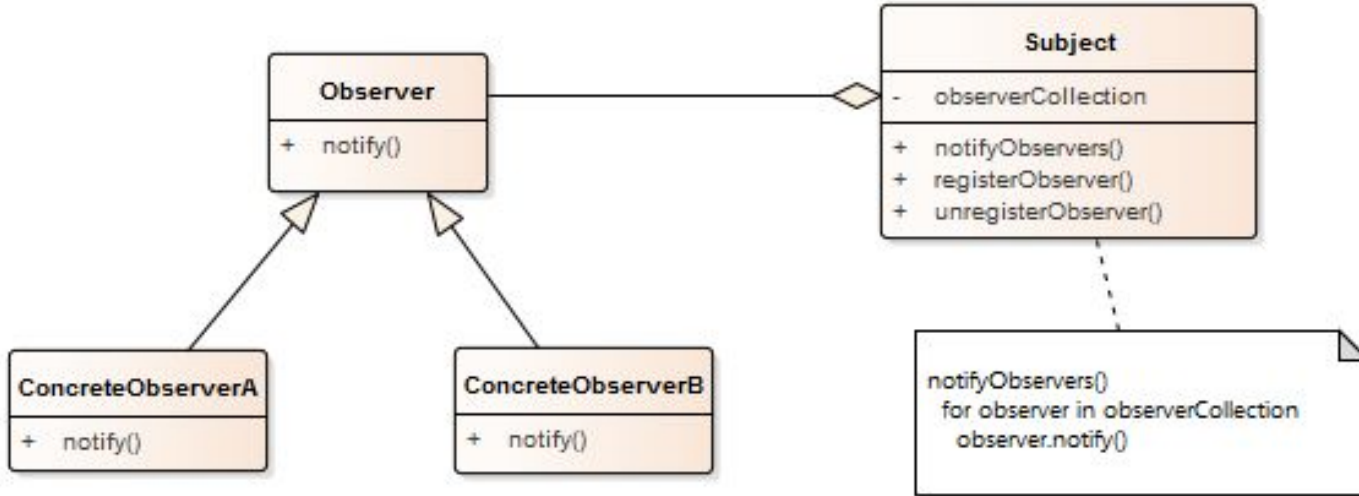 Observer
+ notify()
Subject
- observerCollection
+ notifyObservers()
+ registerObserver()
+ unregisterObserver()
ConcreteObserverA
+ notify()
ConcreteObserverB
+ notify()
notifyObservers()
for observer in observerCollection
observer.notify()